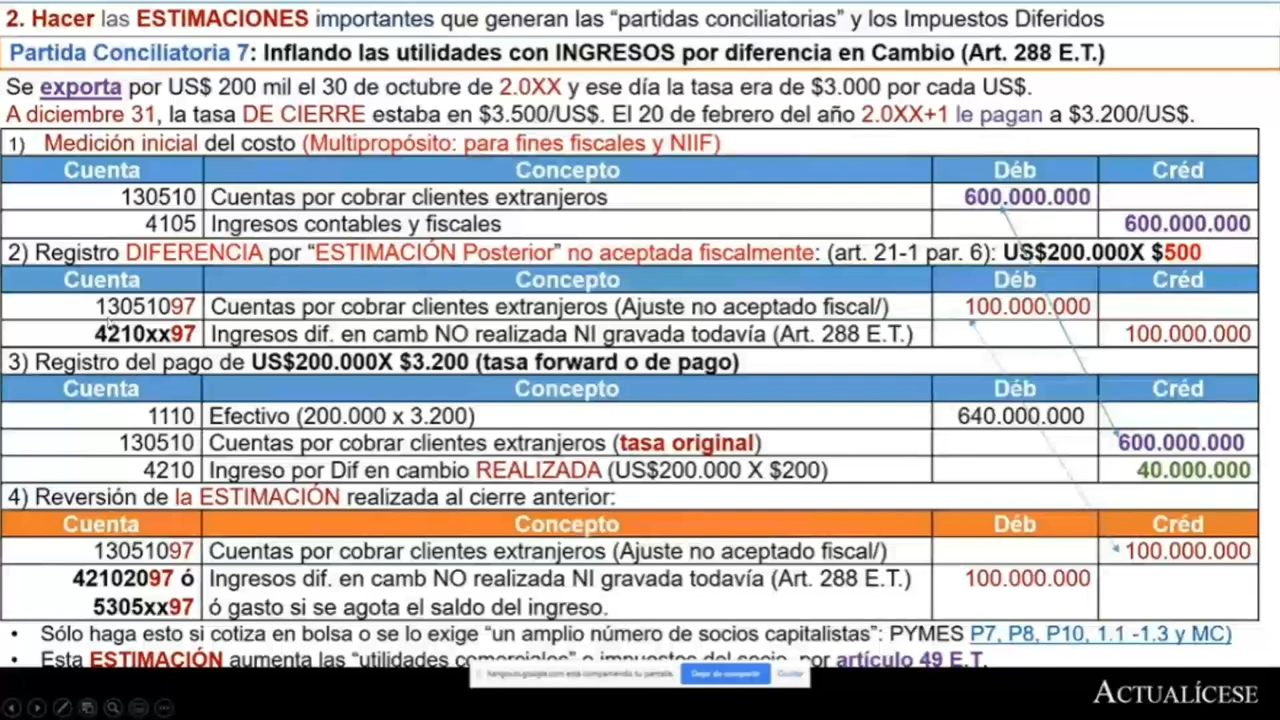 2. Hacer las ESTIMACIONES importantes que generan las “partidas conciliatorias” y los Impuestos Diferidos
Partida Conciliatoria 7: Inflando las utilidades con INGRESOS por diferencia en Cambio (Art. 288 E.T.)
Se exporta por US$ 200 mil el 30 de octubre de 2.0XX y ese día la tasa era de $3.000 por cada US$.
A diciembre 31, la tasa DE CIERRE estaba en $3.500/US$. El 20 de febrero del año 2.0XX+1 le pagan a $3.200/US$.
1) Medición inicial del costo (Multipropósito: para fines fiscales y NIIF)
Cuenta Concepto Déb Créd
130510 Cuentas por cobrar clientes extranjeros 600.000.000
4105 Ingresos contables y fiscales 600.000.000
2) Registro DIFERENCIA por “ESTIMACIÓN Posterior” no aceptada fiscalmente: (art. 21-1 par. 6): US$200.000X $500
Cuenta Concepto Déb Créd
13051097 Cuentas por cobrar clientes extranjeros (Ajuste no aceptado fiscal/) 100.000.000
4210xx97 Ingresos dif. en camb NO realizada NI gravada todavía (Art. 288 E.T.) 100.000.000
3) Registro del pago de US$200.000X $3.200 (tasa forward o de pago)
Cuenta Concepto Déb Créd
1110 Efectivo (200.000 x 3.200) 640.000.000
130510 Cuentas por cobrar clientes extranjeros (tasa original) 600.000.000
4210 Ingreso por Dif en cambio REALIZADA (US$200.000 X $200) 40.000.000
4) Reversión de la ESTIMACIÓN realizada al cierre anterior:
Cuenta Concepto Déb Créd
13051097 Cuentas por cobrar clientes extranjeros (Ajuste no aceptado fiscal/) 100.000.000
42102097 ó Ingresos dif. en camb NO realizada NI gravada todavía (Art. 288 E.T.) 100.000.000
5305xx97 ó gasto si se agota el saldo del ingreso.
• Sólo haga esto si cotiza en bolsa o se lo exige “un amplio número de socios capitalistas”: PYMES P7, P8, P10, 1.1 -1.3 y MC)
• Esta ESTIMACIÓN aumenta las “utilidades comerciales” e impuestos del socio, por artículo 49 E.T.
hangouts.google.com está compartiendo tu pantalla. Dejar de compartir Ocultar
ACTUALÍCESE